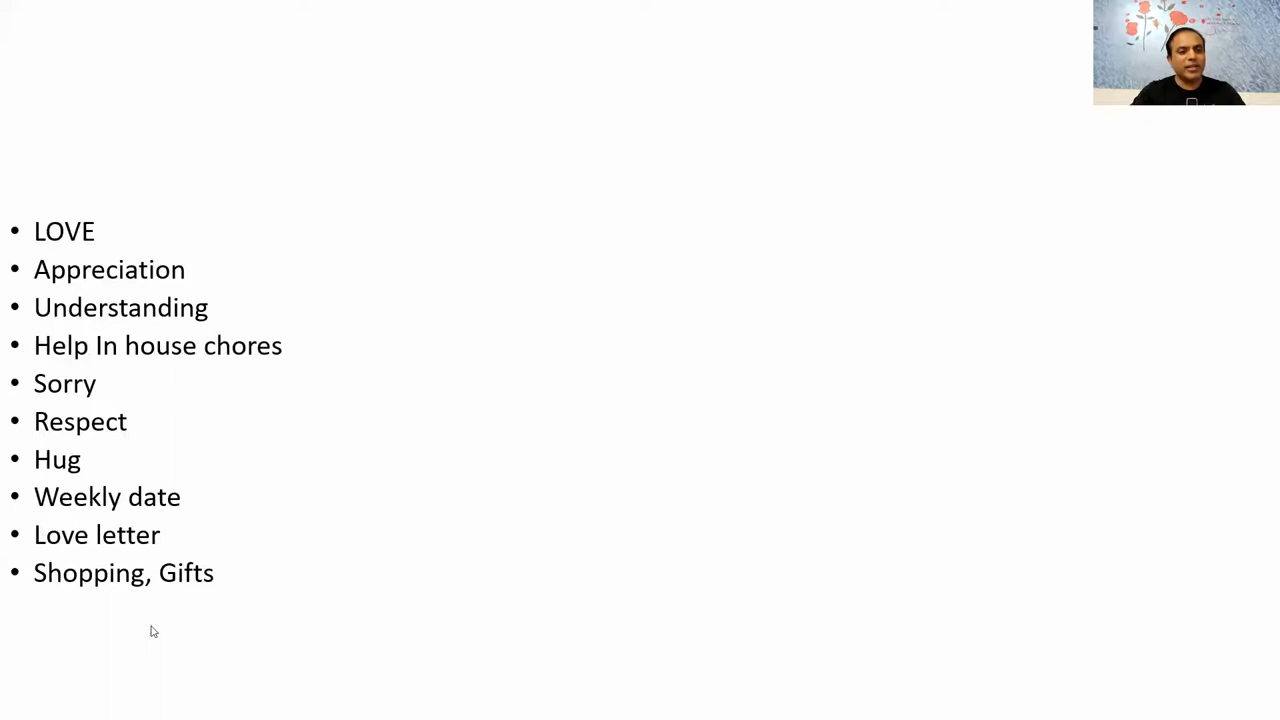 LOVE
Appreciation
Understanding
Help In house chores
Sorry
Respect
Hug
Weekly date
Love letter
Shopping, Gifts